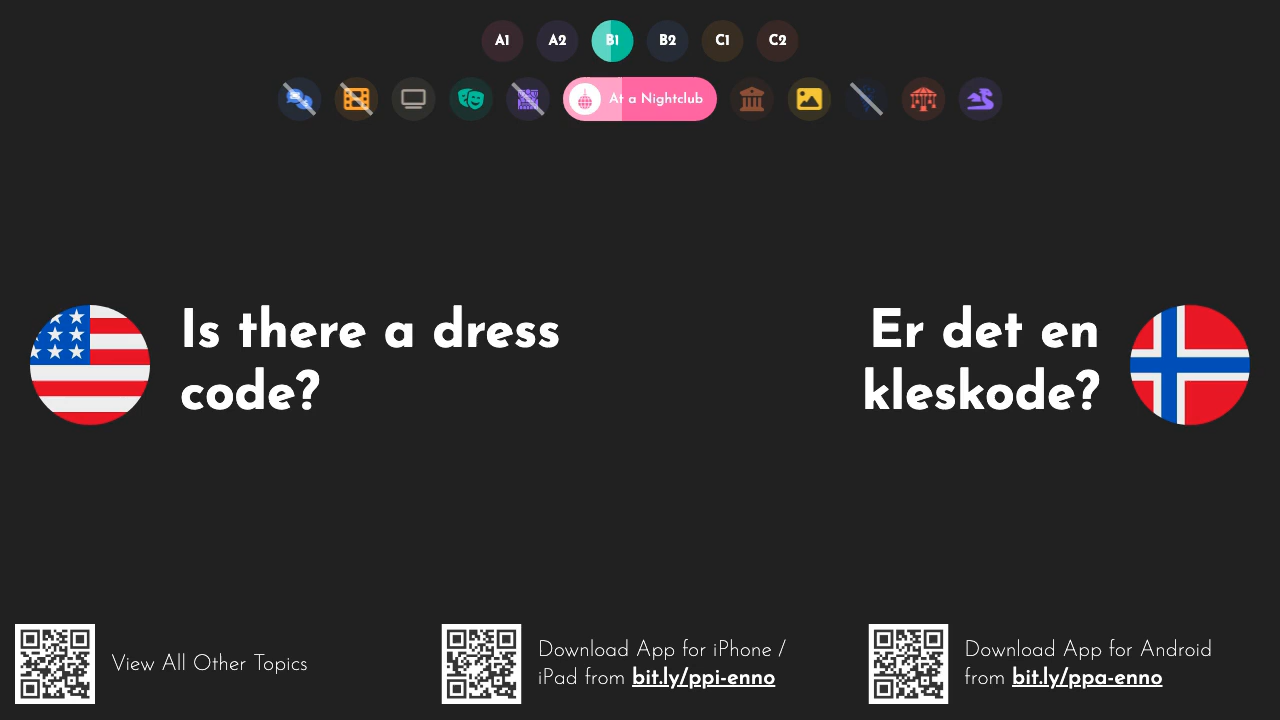 A1 A2 B1 B2 C1 C2
At a Nightclub
Is there a dress
code?
Er det en
kleskode?
View All Other Topics
Download App for iPhone /
iPad from bit.ly/ppi-enno
Download App for Android
from bit.ly/ppa-enno